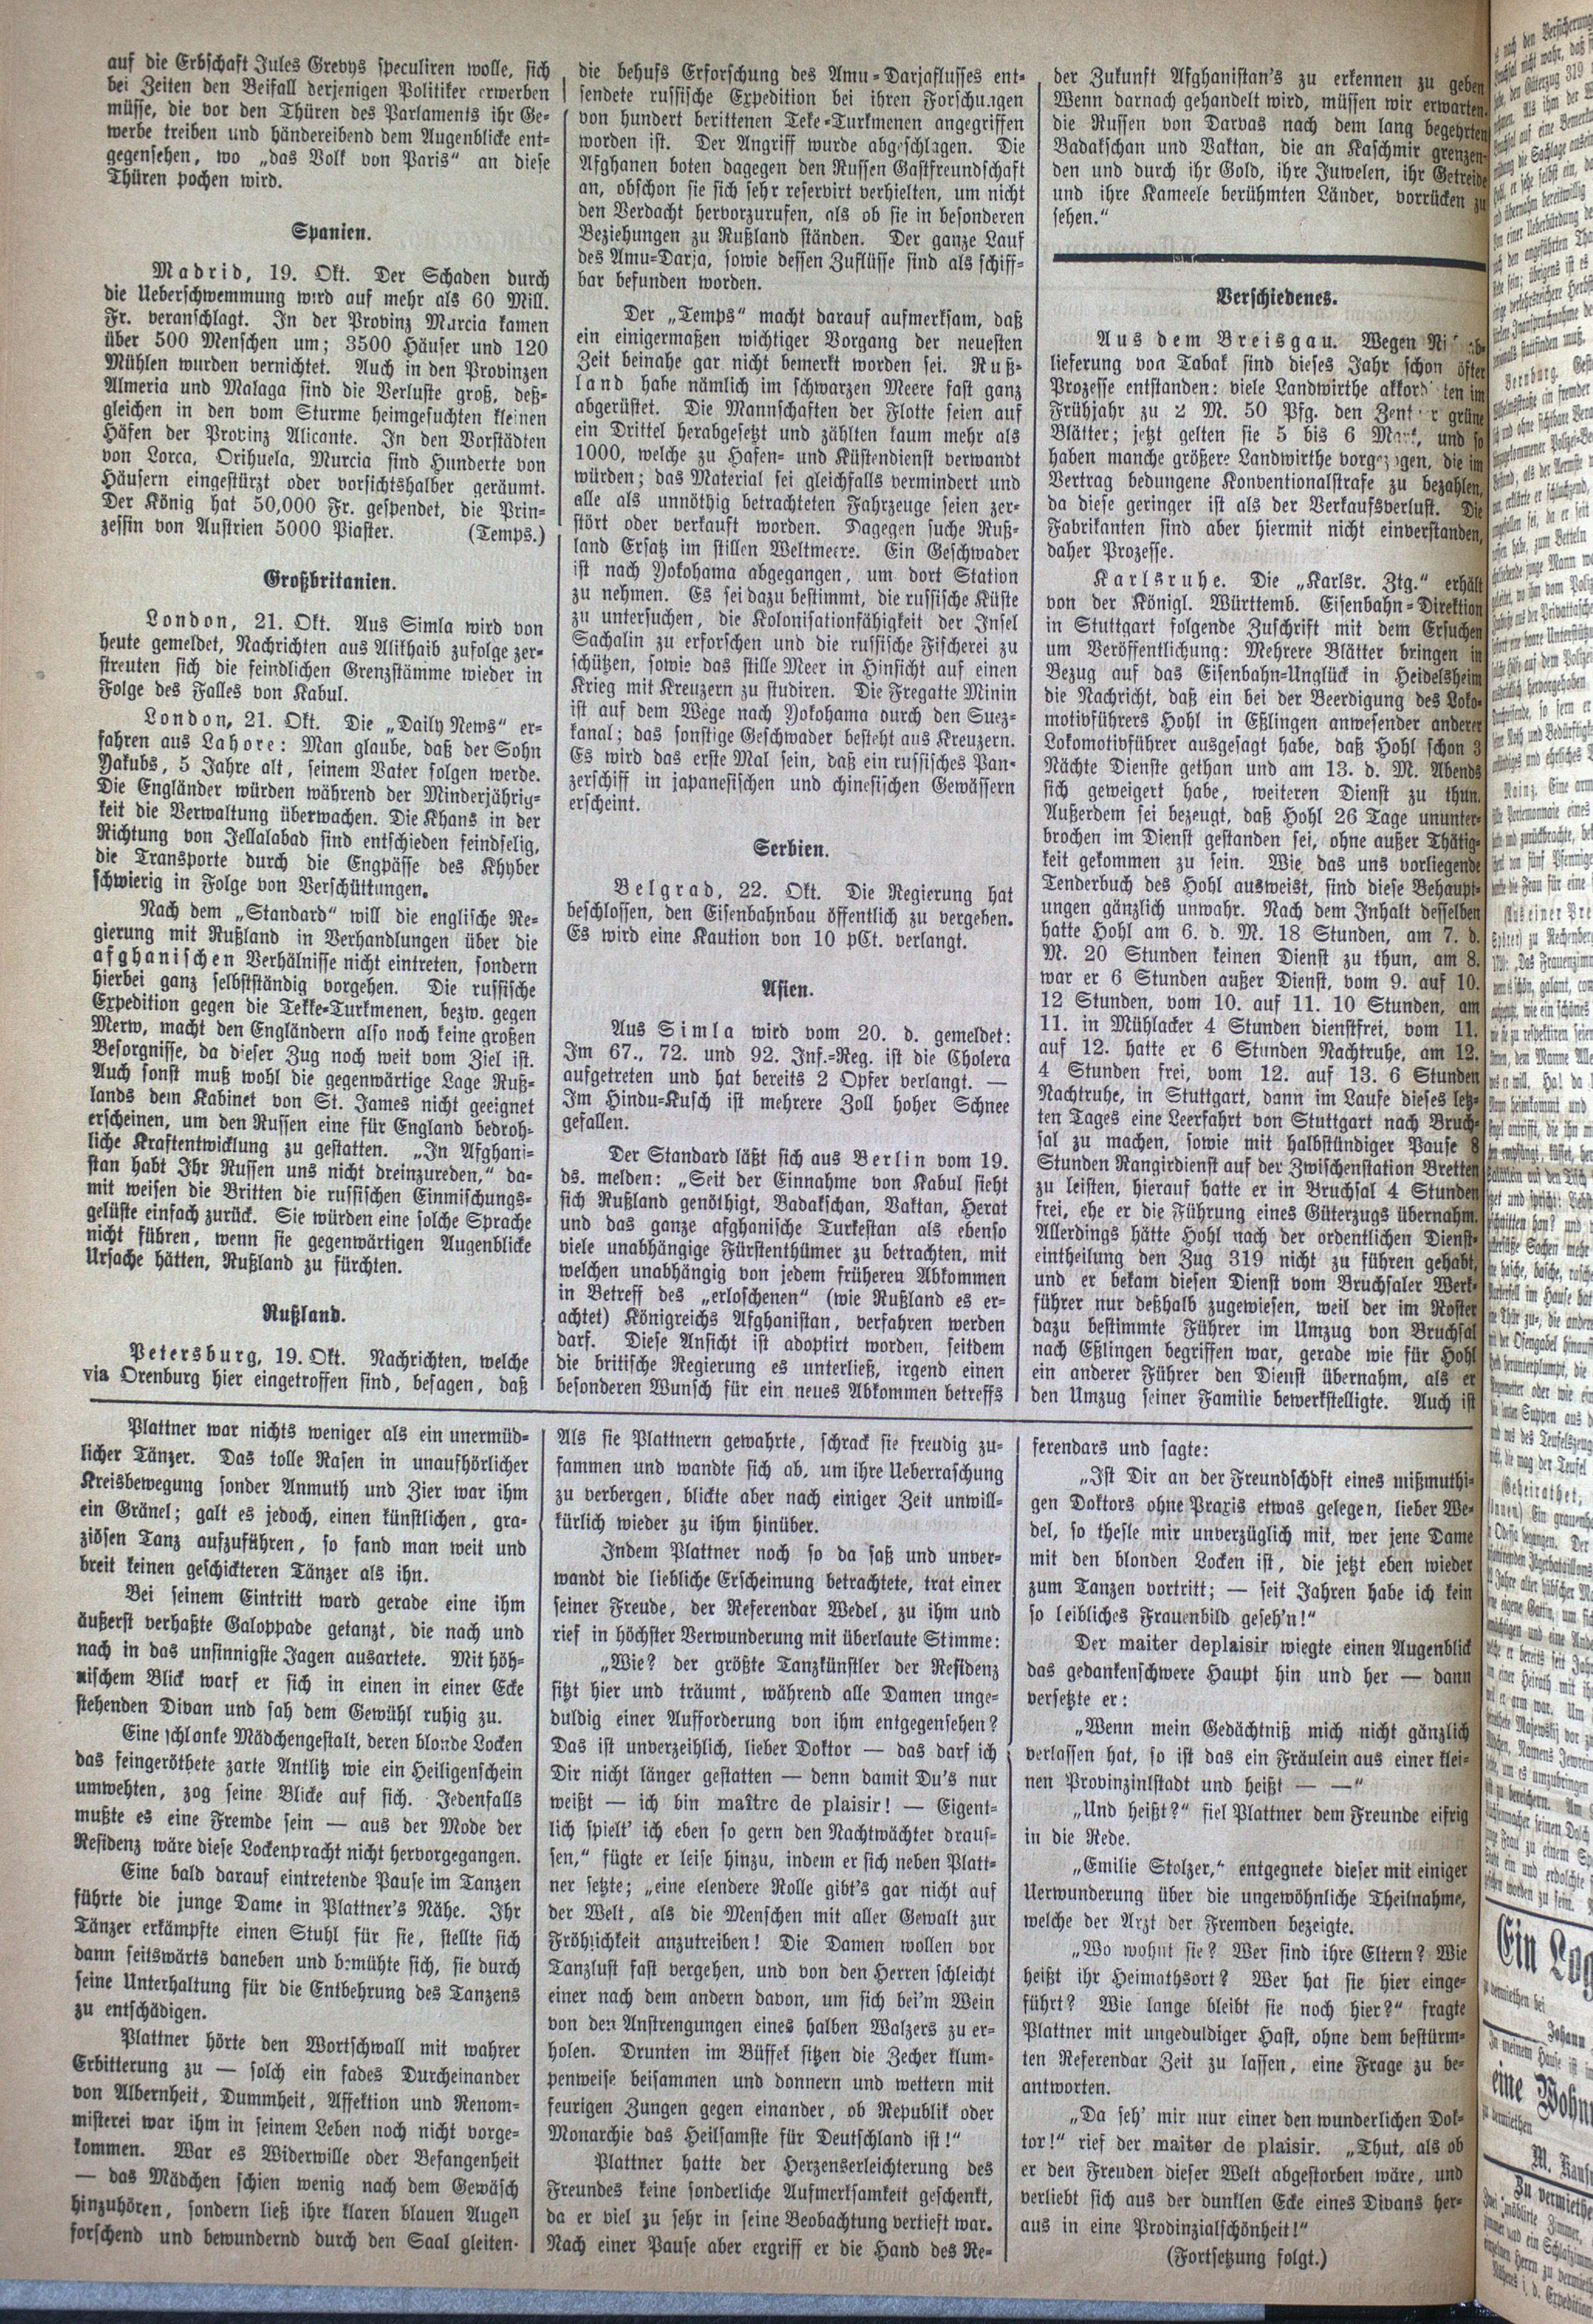 auf die Erbschaft Jules Grevys speculiren wolle, sich
bei Zeiten den Beifall derjenigen Politiker erwerben
müsse, die vor den Thüren des Parlaments ihr Ge-
werbe treiben und händereibend dem Augenblicke ent-
gegensehen, wo „das Volk von Paris“ an diese
Thüren pochen wird.
Spanien.
Madrid, 19. Okt. Der Schaden durch
die Ueberschwemmung wird auf mehr als 60 Mill.
Fr. veranschlagt. In der Provinz Murcia kamen
über 500 Menschen um; 3500 Häuser und 120
Mühlen wurden vernichtet. Auch in den Provinzen
Almeria und Malaga sind die Verluste groß, deß-
gleichen in den vom Sturme heimgesuchten kleinen
Häfen der Provinz Alicante. In den Vorstädten
von Lorca, Orihuela, Murcia sind Hunderte von
Häusern eingestürzt oder vorsichtshalber geräumt.
Der König hat 50,000 Fr. gespendet, die Prin-
zessin von Austrien 5000 Piaster. (Temps.)
Großbritanien.
London, 21. Okt. Aus Simla wird von
heute gemeldet, Nachrichten aus Alikhaib zufolge zer-
streuten sich die feindlichen Grenzstämme wieder in
Folge des Falles von Kabul.
London, 21. Okt. Die „Daily News“ er-
fahren aus Lahore: Man glaube, daß der Sohn
Yakubs, 5 Jahre alt, seinem Vater folgen werde.
Die Engländer würden während der Minderjährig-
keit die Verwaltung überwachen. Die Khans in der
Richtung von Jellalabad sind entschieden feindselig,
die Transporte durch die Engpässe des Khyber
schwierig in Folge von Verschüttungen.
Nach dem „Standard“ will die englische Re-
gierung mit Rußland in Verhandlungen über die
afghanischen Verhälnisse nicht eintreten, sondern
hierbei ganz selbstständig vorgehen. Die russische
Expedition gegen die Tekke-Turkmenen, bezw. gegen
Merw, macht den Engländern also noch keine großen
Besorgnisse, da dieser Zug noch weit vom Ziel ist.
Auch sonst muß wohl die gegenwärtige Lage Ruß-
lands dem Kabinet von St. James nicht geeignet
erscheinen, um den Russen eine für England bedroh-
liche Kraftentwicklung zu gestatten. „In Afghani-
stan habt Ihr Russen uns nicht dreinzureden,“ da-
mit weisen die Britten die russischen Einmischungs-
gelüste einfach zurück. Sie würden eine solche Sprache
nicht führen, wenn sie gegenwärtigen Augenblicke
Ursache hätten, Rußland zu fürchten.
Rußland.
Petersburg, 19. Okt. Nachrichten, welche
via Orenburg hier eingetroffen sind, besagen, daß
die behufs Erforschung des Amu-Darjaflusses ent-
sendete russische Expedition bei ihren Forschungen
von hundert berittenen Teke-Turkmenen angegriffen
worden ist. Der Angriff wurde abgeschlagen. Die
Afghanen boten dagegen den Russen Gastfreundschaft
an, obschon sie sich sehr reservirt verhielten, um nicht
den Verdacht hervorzurufen, als ob sie in besonderen
Beziehungen zu Rußland ständen. Der ganze Lauf
des Amu-Darja, sowie dessen Zuflüsse sind als schiff-
bar befunden worden.
Der „Temps“ macht darauf aufmerksam, daß
ein einigermaßen wichtiger Vorgang der neuesten
Zeit beinahe gar nicht bemerkt worden sei. Ruß-
land habe nämlich im schwarzen Meere fast ganz
abgerüstet. Die Mannschaften der Flotte seien auf
ein Drittel herabgesetzt und zählten kaum mehr als
1000, welche zu Hafen- und Küstendienst verwandt
würden; das Material sei gleichfalls vermindert und
alle als unnöthig betrachteten Fahrzeuge seien zer-
stört oder verkauft worden. Dagegen suche Ruß-
land Ersatz im stillen Weltmeere. Ein Geschwader
ist nach Yokohama abgegangen, um dort Station
zu nehmen. Es sei dazu bestimmt, die russische Küste
zu untersuchen, die Kolonisationfähigkeit der Insel
Sachalin zu erforschen und die russische Fischerei zu
schützen, sowie das stille Meer in Hinsicht auf einen
Krieg mit Kreuzern zu studiren. Die Fregatte Minin
ist auf dem Wege nach Yokohama durch den Suez-
kanal; das sonstige Geschwader besteht aus Kreuzern.
Es wird das erste Mal sein, daß ein russisches Pan-
zerschiff in japanesischen und chinesischen Gewässern
erscheint.
Serbien.
Belgrad, 22. Okt. Die Regierung hat
beschlossen, den Eisenbahnbau öffentlich zu vergeben.
Es wird eine Kaution von 10 pCt. verlangt.
Asien.
Aus Simla wird vom 20. d. gemeldet:
Im 67., 72. und 92. Inf.-Reg. ist die Cholera
aufgetreten und hat bereits 2 Opfer verlangt. —
Im Hindu-Kusch ist mehrere Zoll hoher Schnee
gefallen.
Der Standard läßt sich aus Berlin vom 19.
ds. melden: „Seit der Einnahme von Kabul sieht
sich Rußland genöthigt, Badakschan, Vaktan, Herat
und das ganze afghanische Turkestan als ebenso
viele unabhängige Fürstenthümer zu betrachten, mit
welchen unabhängig von jedem früheren Abkommen
in Betreff des „erloschenen“ (wie Rußland es er-
achtet) Königreichs Afghanistan, verfahren werden
darf. Diese Ansicht ist adoptirt worden, seitdem
die britische Regierung es unterließ, irgend einen
besonderen Wunsch für ein neues Abkommen betreffs
der Zukunft Afghanistan's zu erkennen zu geben
Wenn darnach gehandelt wird, müssen wir erwarten,
die Russen von Darvas nach dem lang begehrten
Badakschan und Vaktan, die an Kaschmir grenzen-
den und durch ihr Gold, ihre Juwelen, ihr Getreide
und ihre Kameele berühmten Länder, vorrücken zu
sehen.“
Verschiedenes.
Aus dem Breisgau. Wegen
lieferung von Tabak sind dieses Jahr schon öfter
Prozesse entstanden: viele Landwirthe akkordirten im
Frühjahr zu 2 M. 50 Pfg. den Zentner grüne
Blätter; jetzt gelten sie 5 bis 6 Mark, und so
haben manche größere Landwirthe vorgezogen, die im
Vertrag bedungene Konventionalstrafe zu bezahlen,
da diese geringer ist als der Verkaufsverlust. Die
Fabrikanten sind aber hiermit nicht einverstanden,
daher Prozesse.
Karlsruhe. Die „Karlsr. Ztg.“ erhält
von der Königl. Württemb. Eisenbahn-Direktion
in Stuttgart folgende Zuschrift mit dem Ersuchen
um Veröffentlichung: Mehrere Blätter bringen in
Bezug auf das Eisenbahn-Unglück in Heidelsheim
die Nachricht, daß ein bei der Beerdigung des Loko-
motivführers Hohl in Eßlingen anwesender anderer
Lokomotivführer ausgesagt habe, daß Hohl schon 3
Nächte Dienste gethan und am 13. d. M. Abends
sich geweigert habe, weiteren Dienst zu thun.
Außerdem sei bezeugt, daß Hohl 26 Tage ununter-
brochen im Dienst gestanden sei, ohne außer Thätig-
keit gekommen zu sein. Wie das uns vorliegende
Tenderbuch des Hohl ausweist, sind diese Behaupt-
ungen gänzlich unwahr. Nach dem Inhalt desselben
hatte Hohl am 6. d. M. 18 Stunden, am 7. d.
M. 20 Stunden keinen Dienst zu thun, am 8.
war er 6 Stunden außer Dienst, vom 9. auf 10.
12 Stunden, vom 10. auf 11. 10 Stunden, am
11. in Mühlacker 4 Stunden dienstfrei, vom 11.
auf 12. hatte er 6 Stunden Nachtruhe, am 12.
4 Stunden frei, vom 12. auf 13. 6 Stunden
Nachtruhe, in Stuttgart, dann im Laufe dieses letz-
ten Tages eine Leerfahrt von Stuttgart nach Bruch-
sal zu machen, sowie mit halbstündiger Pause 8
Stunden Rangirdienst auf der Zwischenstation Bretten
zu leisten, hierauf hatte er in Bruchsal 4 Stunden
frei, ehe er die Führung eines Güterzugs übernahm.
Allerdings hätte Hohl nach der ordentlichen Dienst-
eintheilung den Zug 319 nicht zu führen gehabt,
und er bekam diesen Dienst vom Bruchsaler Werk-
führer nur deßhalb zugewiesen, weil der im Roster
dazu bestimmte Führer im Umzug von Bruchsal
nach Eßlingen begriffen war, gerade wie für Hohl
ein anderer Führer den Dienst übernahm, als er
den Umzug seiner Familie bewerkstelligte. Auch ist
Plattner war nichts weniger als ein unermüd-
licher Tänzer. Das tolle Rasen in unaufhörlicher
Kreisbewegung sonder Anmuth und Zier war ihm
ein Gränel; galt es jedoch, einen künstlichen, gra-
ziösen Tanz aufzuführen, so fand man weit und
breit keinen geschickteren Tänzer als ihn.
Bei seinem Eintritt ward gerade eine ihm
äußerst verhaßte Galoppade getanzt, die nach und
nach in das unsinnigste Jagen ausartete. Mit höh-
nischem Blick warf er sich in einen in einer Ecke
stehenden Divan und sah dem Gewühl ruhig zu.
Eine schlanke Mädchengestalt, deren blonde Locken
das feingeröthete zarte Antlitz wie ein Heiligenschein
umwehten, zog seine Blicke auf sich. Jedenfalls
mußte es eine Fremde sein — aus der Mode der
Residenz wäre diese Lockenpracht nicht hervorgegangen.
Eine bald darauf eintretende Pause im Tanzen
führte die junge Dame in Plattner's Nähe. Ihr
Tänzer erkämpfte einen Stuhl für sie, stellte sich
dann seitswärts daneben und bemühte sich, sie durch
seine Unterhaltung für die Entbehrung des Tanzens
zu entschädigen.
Plattner hörte den Wortschwall mit wahrer
Erbitterung zu — solch ein fades Durcheinander
von Albernheit, Dummheit, Affektion und Renom-
misterei war ihm in seinem Leben noch nicht vorge-
kommen. War es Widerwille oder Befangenheit
— das Mädchen schien wenig nach dem Gewäsch
hinzuhören, sondern ließ ihre klaren blauen Augen
forschend und bewundernd durch den Saal gleiten.
Als sie Plattnern gewahrte, schrack sie freudig zu-
sammen und wandte sich ab, um ihre Ueberraschung
zu verbergen, blickte aber nach einiger Zeit unwill-
kürlich wieder zu ihm hinüber.
Indem Plattner noch so da saß und unver-
wandt die liebliche Erscheinung betrachtete, trat einer
seiner Freude, der Referendar Wedel, zu ihm und
rief in höchster Verwunderung mit überlaute Stimme:
„Wie? der größte Tanzkünstler der Residenz
sitzt hier und träumt, während alle Damen unge-
duldig einer Aufforderung von ihm entgegensehen?
Das ist unverzeihlich, lieber Doktor — das darf ich
Dir nicht länger gestatten — denn damit Du's nur
weißt — ich bin maître de plaisir! — Eigent-
lich spielt' ich eben so gern den Nachtwächter draus-
sen,“ fügte er leise hinzu, indem er sich neben Platt-
ner setzte; „eine elendere Rolle gibt's gar nicht auf
der Welt, als die Menschen mit aller Gewalt zur
Fröhlichkeit anzutreiben! Die Damen wollen vor
Tanzlust fast vergehen, und von den Herren schleicht
einer nach dem andern davon, um sich bei'm Wein
von den Anstrengungen eines halben Walzers zu er-
holen. Drunten im Büffet sitzen die Zecher klum-
penweise beisammen und donnern und wettern mit
feurigen Zungen gegen einander, ob Republik oder
Monarchie das Heilsamste für Deutschland ist!“
Plattner hatte der Herzenserleichterung des
Freundes keine sonderliche Aufmerksamkeit geschenkt,
da er viel zu sehr in seine Beobachtung vertieft war.
Nach einer Pause aber ergriff er die Hand des Re-
ferendars und sagte:
„Ist Dir an der Freundschdft eines mißmuthi-
gen Doktors ohne Praxis etwas gelegen, lieber We-
del, so thesle mir unverzüglich mit, wer jene Dame
mit den blonden Locken ist, die jetzt eben wieder
zum Tanzen vortritt; — seit Jahren habe ich kein
so leibliches Frauenbild geseh'n!“
Der maiter deplaisir wiegte einen Augenblick
das gedankenschwere Haupt hin und her — dann
versetzte er:
„Wenn mein Gedächtniß mich nicht gänzlich
verlassen hat, so ist das ein Fräulein aus einer klei-
nen Provinzinlstadt und heißt — —“
„Und heißt?“ fiel Plattner dem Freunde eifrig
in die Rede.
„Emilie Stolzer,“ entgegnete dieser mit einiger
Uerwunderung über die ungewöhnliche Theilnahme,
welche der Arzt der Fremden bezeigte.
„Wo wohnt sie? Wer sind ihre Eltern? Wie
heißt ihr Heimathsort? Wer hat sie hier einge-
führt? Wie lange bleibt sie noch hier?“ fragte
Plattner mit ungeduldiger Hast, ohne dem bestürm-
ten Referendar Zeit zu lassen, eine Frage zu be-
antworten.
„Da seh' mir nur einer den wunderlichen Dok-
tor!“ rief der maiter de plaisir. „Thut, als ob
er den Freuden dieser Welt abgestorben wäre, und
verliebt sich aus der dunklen Ecke eines Divans her-
aus in eine Prodinzialschönheit!“
(Fortsetzung folgt.)
Ein Log
zu vermiethen bei
Johann
In meinem Hause ist
eine Wohn
zu vermiethen
M. Kauf
Zu vermiethe